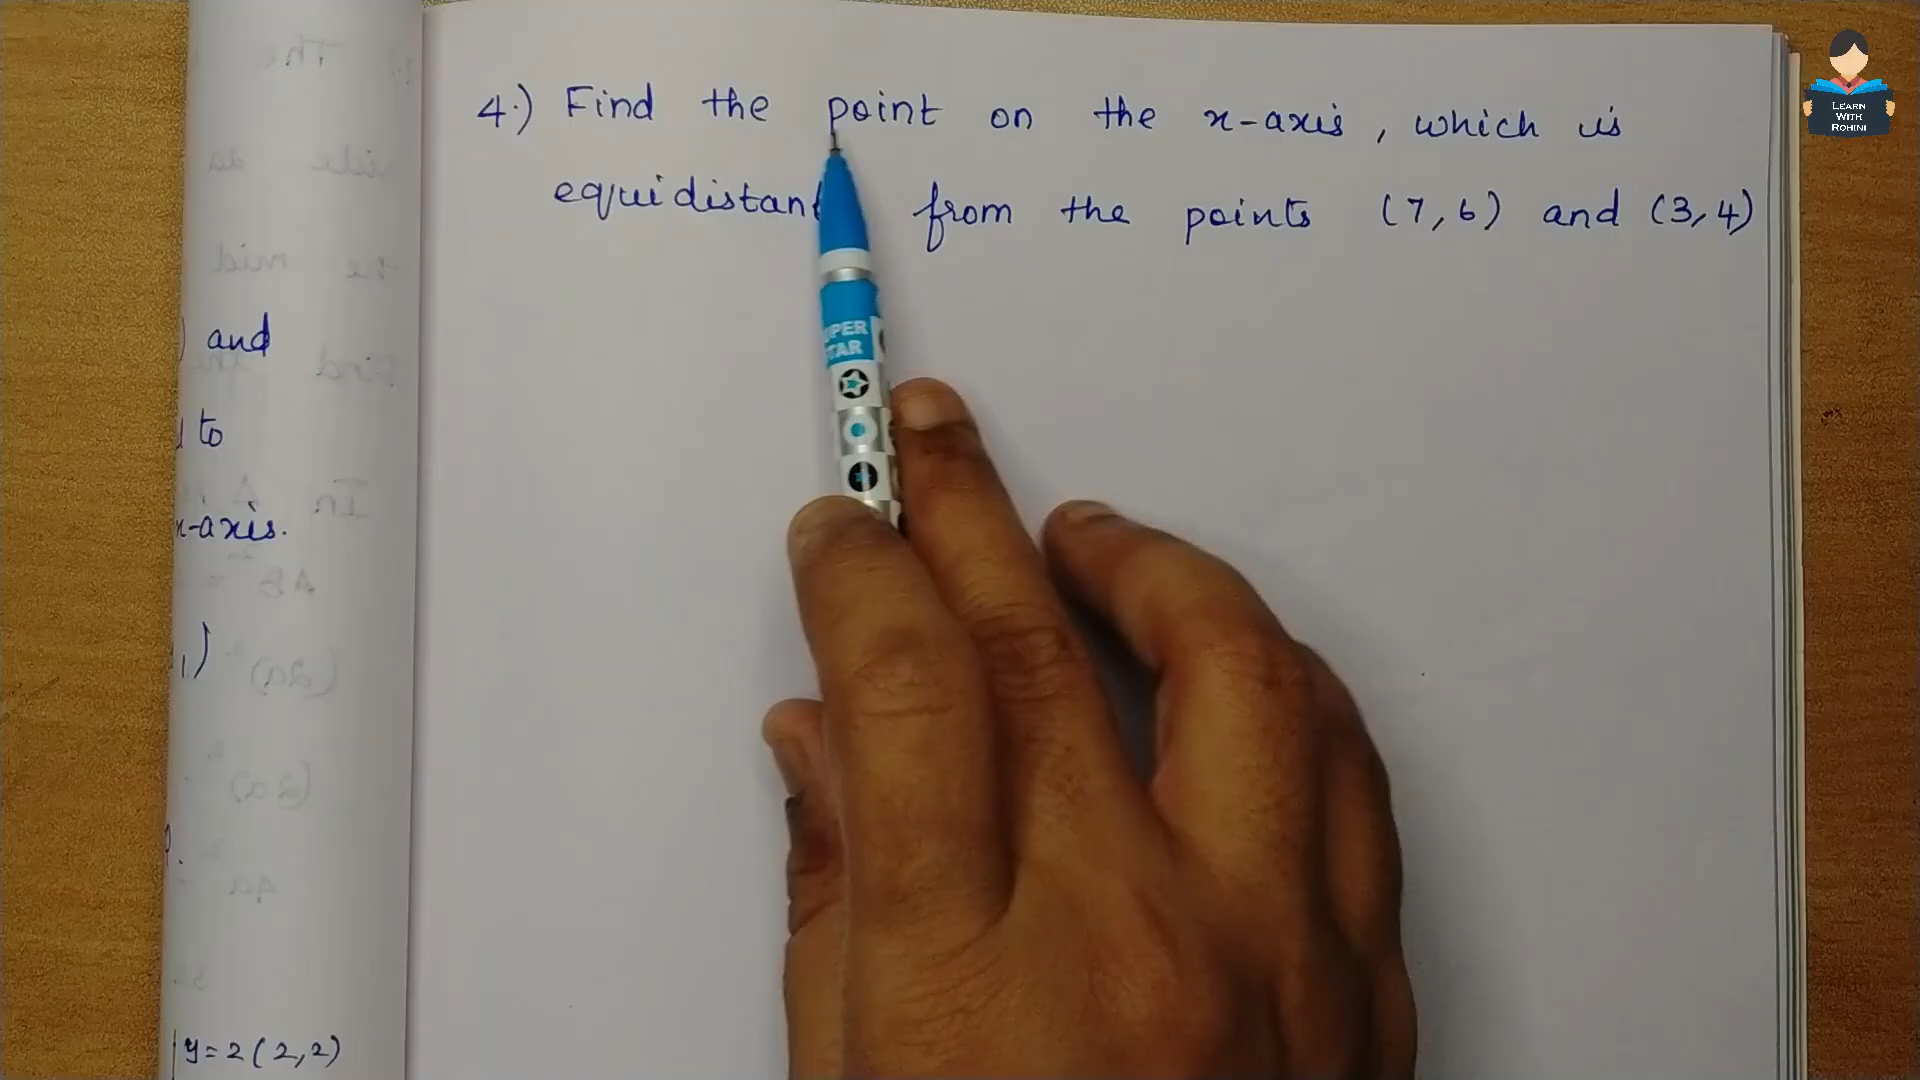 4.) Find the point on the x-axis, which is
equidistant from the points (7,6) and (3,4)
) and
to
x-axis.
y=2(2,2)
LEARN
WITH
ROHINI
STAR